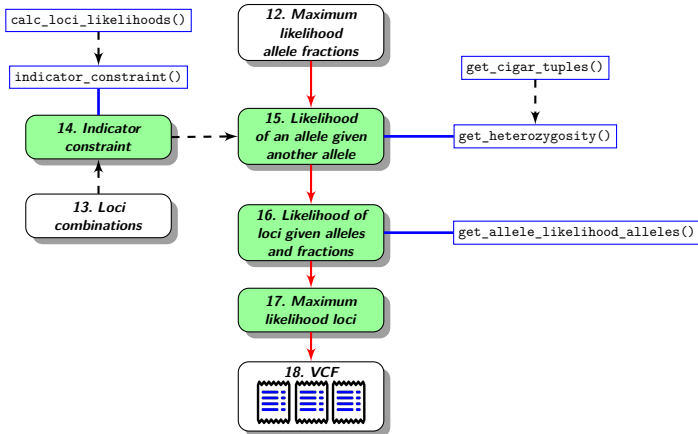 calc_loci_likelihoods()
12. Maximum
likelihood
allele fractions
indicator_constraint()
get_cigar_tuples()
14. Indicator
constraint
15. Likelihood
of an allele given
another allele
get_heterozygosity()
13. Loci
combinations
16. Likelihood of
loci given alleles
and fractions
get_allele_likelihood_alleles()
17. Maximum
likelihood loci
18. VCF